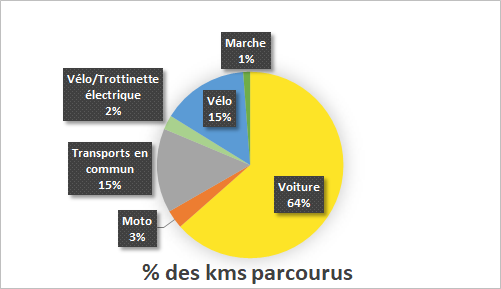 Marche
1%
Vélo/Trottinette
électrique
2%
Vélo
15%
Transports en
commun
15%
Voiture
64%
Moto
3%
% des kms parcourus